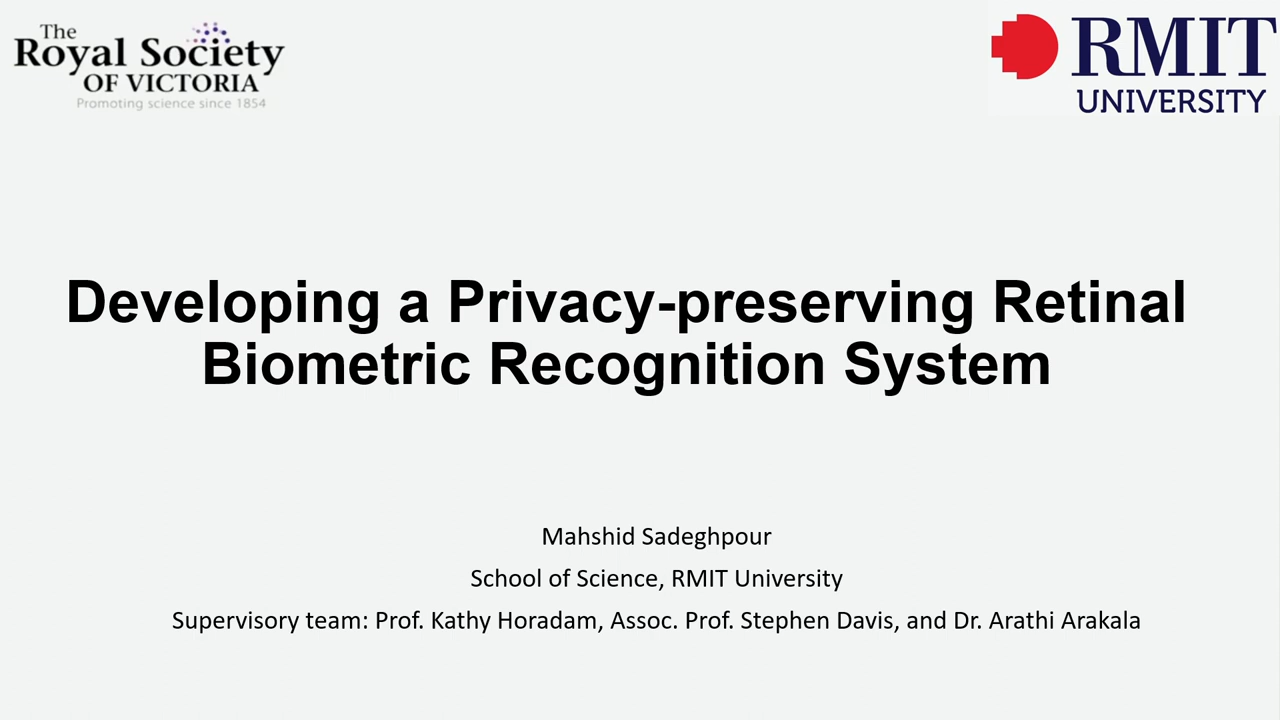 The
Royal Society
OF VICTORIA
Promoting science since 1854
RMIT
UNIVERSITY
Developing a Privacy-preserving Retinal
Biometric Recognition System
Mahshid Sadeghpour
School of Science, RMIT University
Supervisory team: Prof. Kathy Horadam, Assoc. Prof. Stephen Davis, and Dr. Arathi Arakala